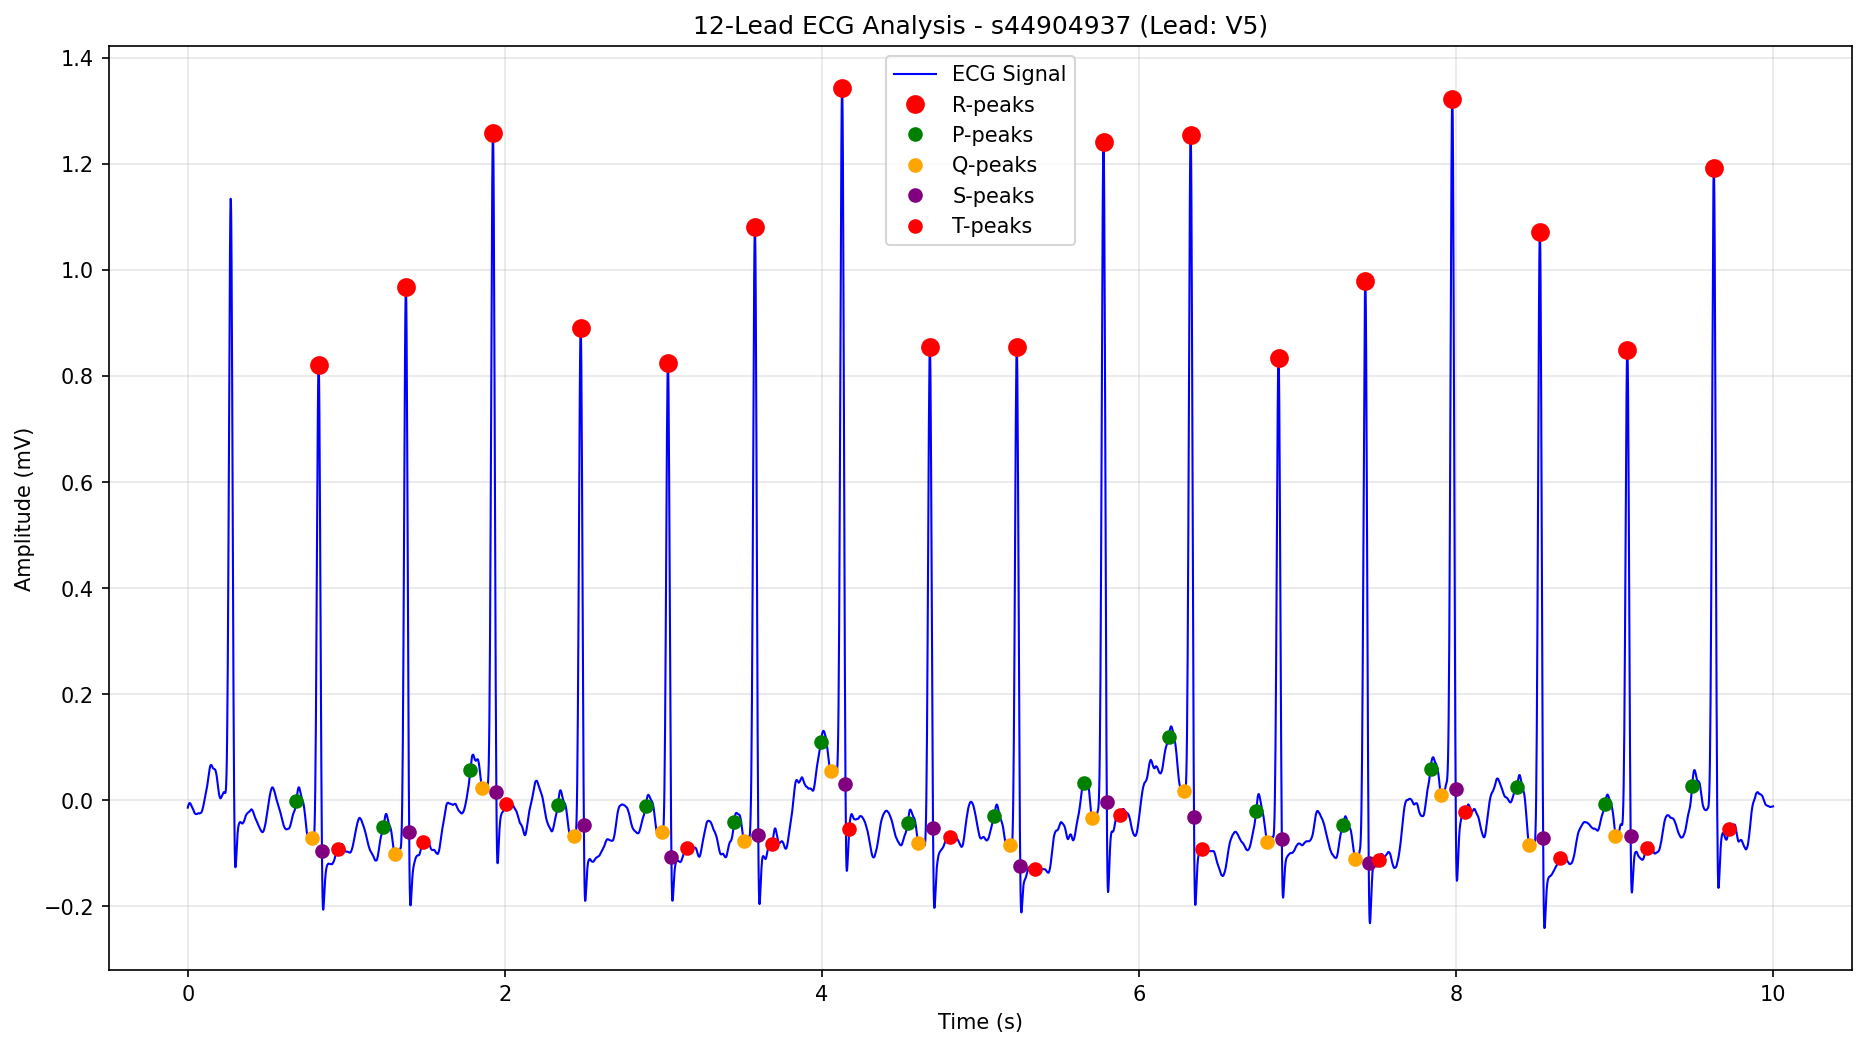 12-Lead ECG Analysis - s44904937 (Lead: V5)
ECG Signal
R-peaks
P-peaks
Q-peaks
S-peaks
T-peaks
Amplitude (mV)
1.4
1.2
1.0
0.8
0.6
0.4
0.2
0.0
−0.2
0 2 4 6 8 10
Time (s)